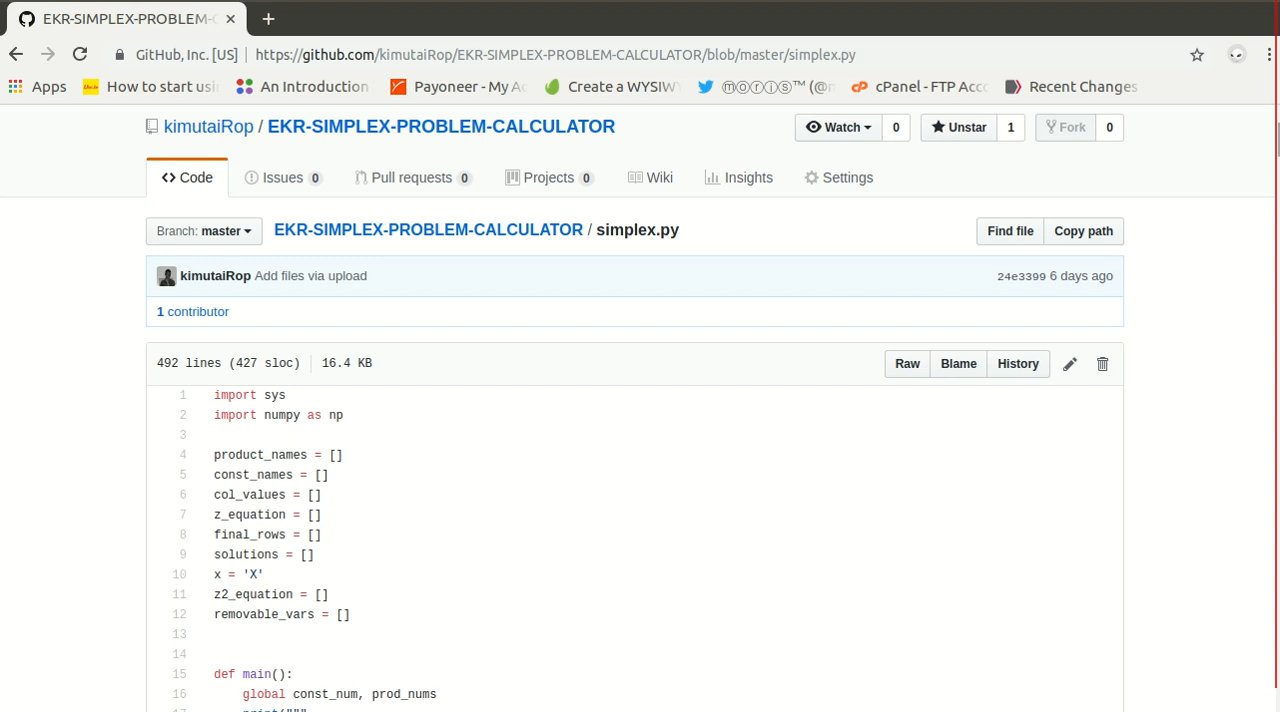 EKR-SIMPLEX-PROBLEM-
GitHub, Inc. [US] https://github.com/kimutaiRop/EKR-SIMPLEX-PROBLEM-CALCULATOR/blob/master/simplex.py
Apps How to start usi An Introduction Payoneer - My A Create a WYSIW ⓜⓞⓡⓘⓢ™ (@ cPanel - FTP Acc Recent Changes
kimutaiRop / EKR-SIMPLEX-PROBLEM-CALCULATOR Watch 0 Unstar 1 Fork 0
Code Issues 0 Pull requests 0 Projects 0 Wiki Insights Settings
Branch: master EKR-SIMPLEX-PROBLEM-CALCULATOR / simplex.py Find file Copy path
kimutaiRop Add files via upload 24e3399 6 days ago
1 contributor
492 lines (427 sloc) 16.4 KB Raw Blame History
1 import sys
2 import numpy as np
3
4 product_names = []
5 const_names = []
6 col_values = []
7 z_equation = []
8 final_rows = []
9 solutions = []
10 x = 'X'
11 z2_equation = []
12 removable_vars = []
13
14
15 def main():
16 global const_num, prod_nums
17 print("""